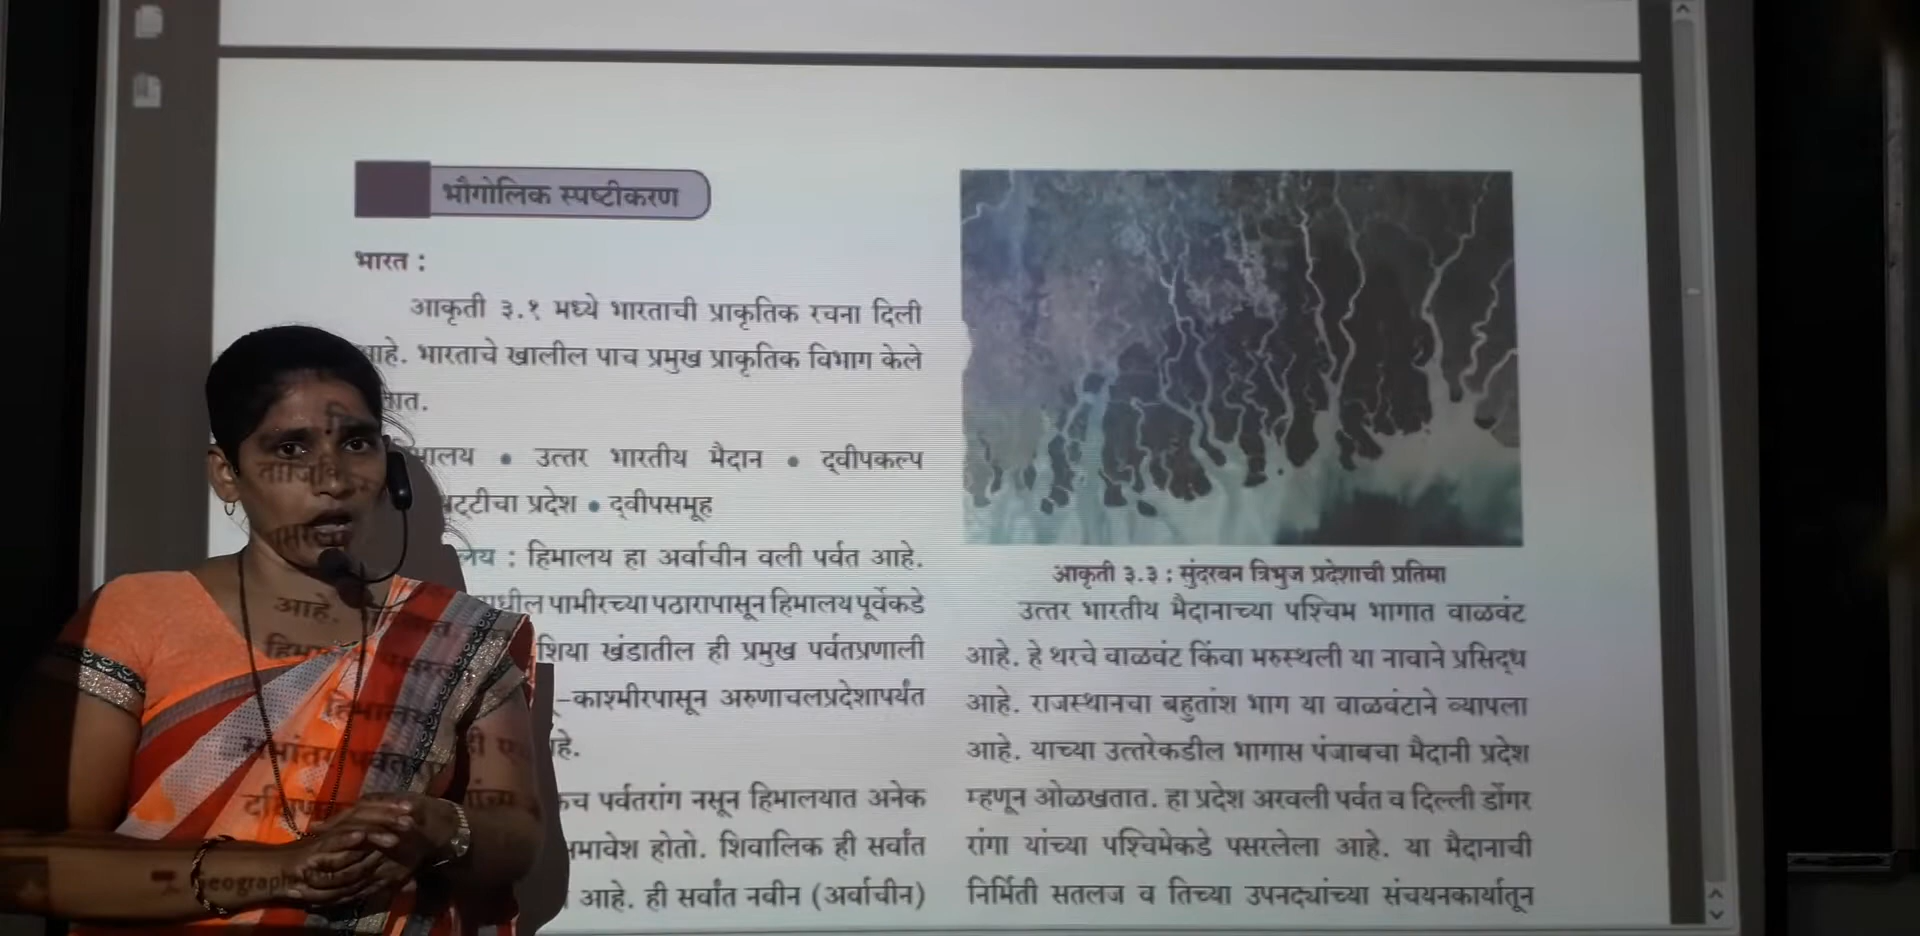 भौगोलिक स्पष्टीकरण
भारत :
आकृती ३.१ मध्ये भारताची प्राकृतिक रचना दिली
आहे. भारताचे खालील पाच प्रमुख प्राकृतिक विभाग केले
• उत्तर भारतीय मैदान • द्वीपकल्प
प्रदेश • द्वीपसमूह
: हिमालय हा अर्वाचीन वली पर्वत आहे.
पामीरच्या पठारापासून हिमालय पूर्वेकडे
खंडातील ही प्रमुख पर्वतप्रणाली
–काश्मीरपासून अरुणाचलप्रदेशापर्यंत
पर्वतरांग नसून हिमालयात अनेक
होतो. शिवालिक ही सर्वांत
आहे. ही सर्वांत नवीन (अर्वाचीन)
आकृती ३.३ : सुंदरबन त्रिभुज प्रदेशाची प्रतिमा
उत्तर भारतीय मैदानाच्या पश्चिम भागात वाळवंट
आहे. हे थरचे वाळवंट किंवा मरुस्थली या नावाने प्रसिद्ध
आहे. राजस्थानचा बहुतांश भाग या वाळवंटाने व्यापला
आहे. याच्या उत्तरेकडील भागास पंजाबचा मैदानी प्रदेश
म्हणून ओळखतात. हा प्रदेश अरवली पर्वत व दिल्ली डोंगर
रांगा यांच्या पश्चिमेकडे पसरलेला आहे. या मैदानाची
निर्मिती सतलज व तिच्या उपनद्यांच्या संचयनकार्यातून